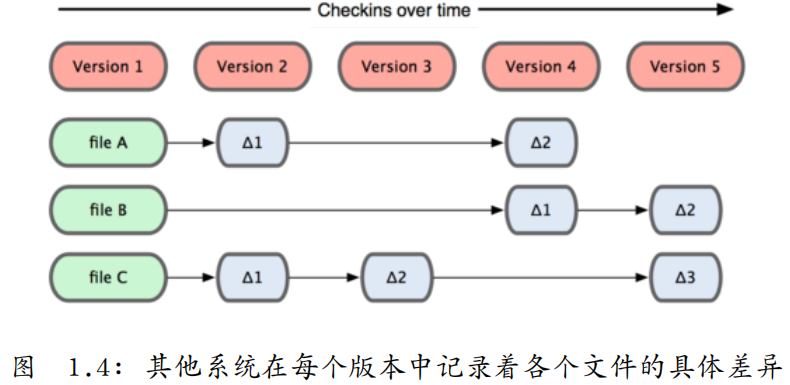 Checkins over time
Version 1 Version 2 Version 3 Version 4 Version 5
file A Δ1 Δ2
file B Δ1 Δ2
file C Δ1 Δ2 Δ3
图 1.4: 其他系统在每个版本中记录着各个文件的具体差异